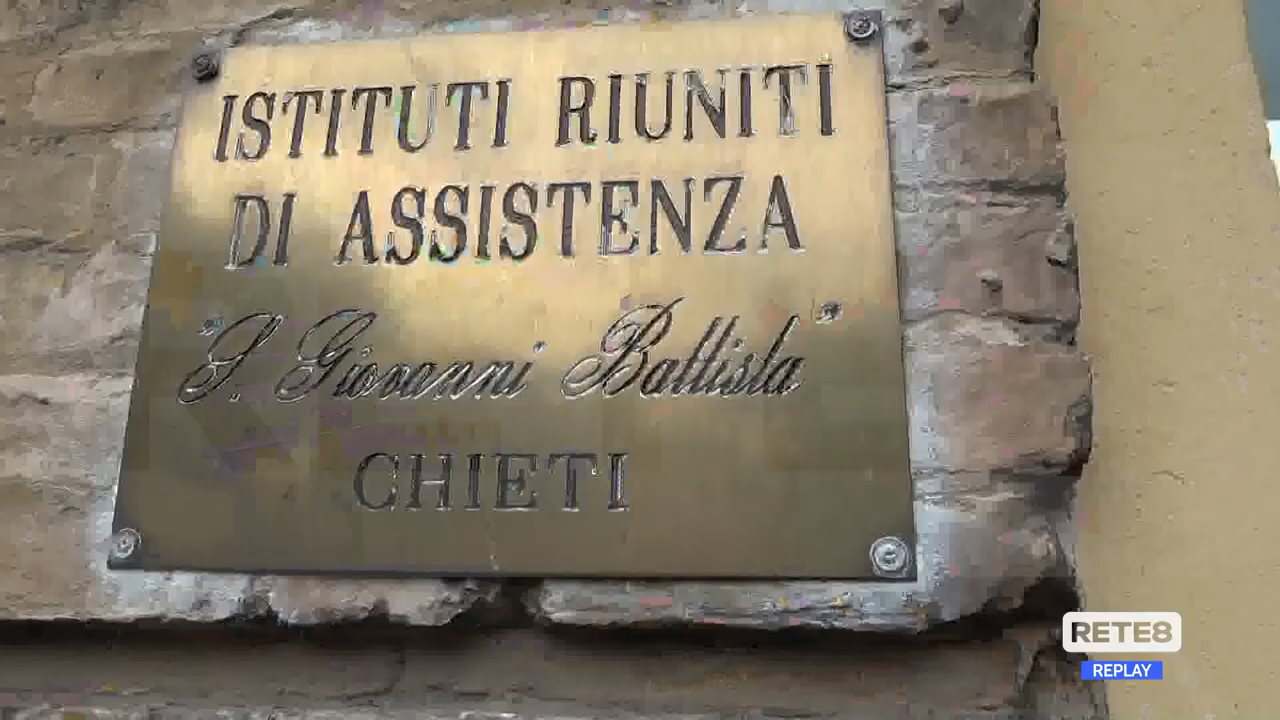 ISTITUTI RIUNITI
DI ASSISTENZA
"S. Giovanni Battista"
CHIETI
RETE8
REPLAY